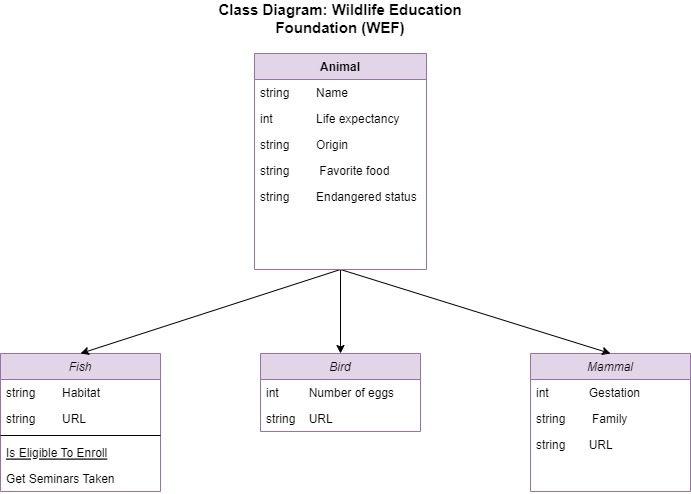 Class Diagram: Wildlife Education
Foundation (WEF)
Animal
string Name
int Life expectancy
string Origin
string Favorite food
string Endangered status
Fish
string Habitat
string URL
Is Eligible To Enroll
Get Seminars Taken
Bird
int Number of eggs
string URL
Mammal
int Gestation
string Family
string URL